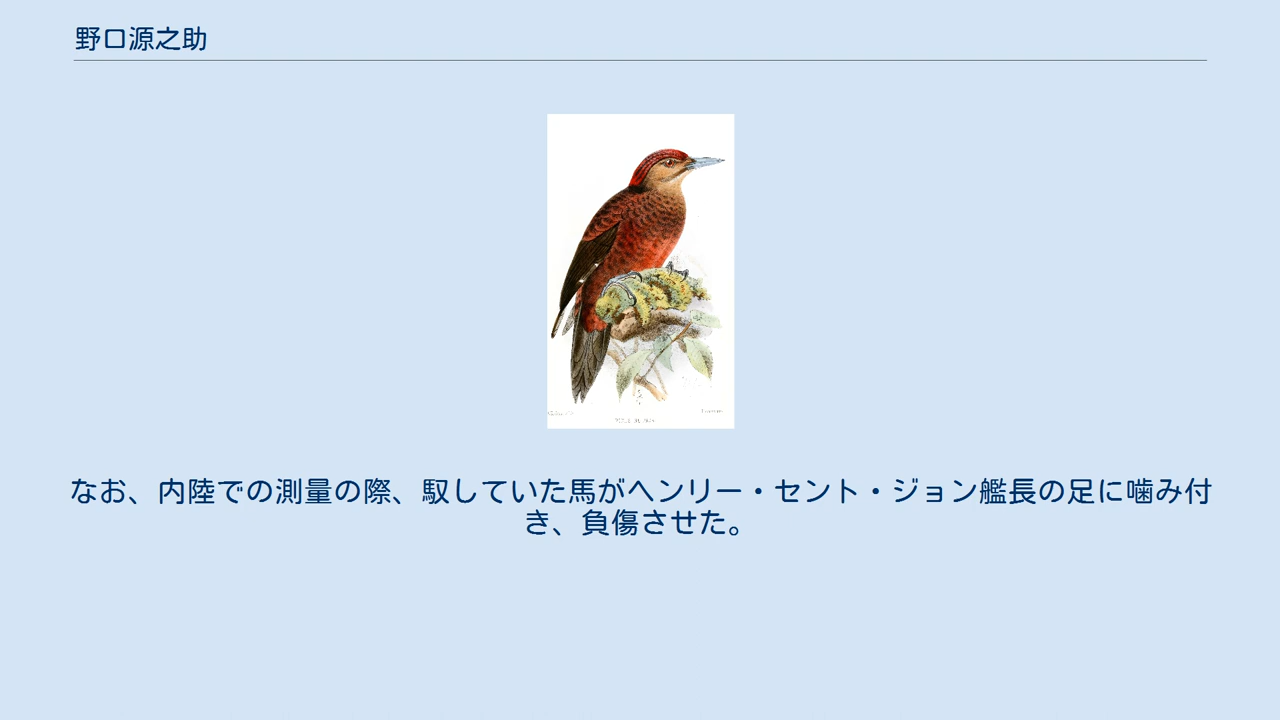 野口源之助
なお、内陸での測量の際、馭していた馬がヘンリー・セント・ジョン艦長の足に噛み付
き、負傷させた。